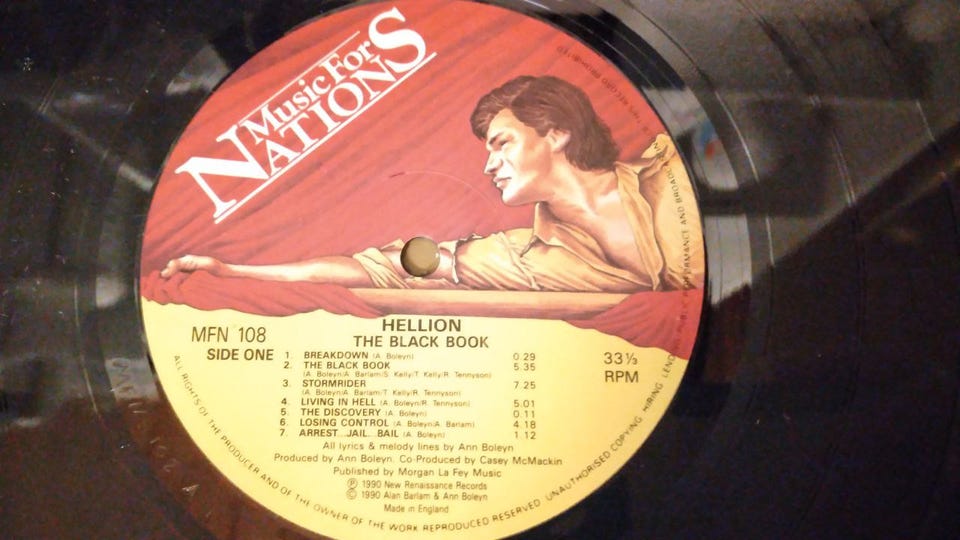 Music For
NATIONS
MFN 108
SIDE ONE
HELLION
THE BLACK BOOK
33⅓
RPM
1. BREAKDOWN (A. Boleyn) 0.29
2. THE BLACK BOOK 5.35
(A. Boleyn/A. Barlam/S. Kelly/T. Kelly/R. Tennyson)
3. STORMRIDER 7.25
(A. Boleyn/A. Barlam/T. Kelly/R. Tennyson)
4. LIVING IN HELL (A. Boleyn/R. Tennyson) 5.01
5. THE DISCOVERY (A. Boleyn) 0.11
6. LOSING CONTROL (A. Boleyn/A. Barlam) 4.18
7. ARREST...JAIL...BAIL (A. Boleyn) 1.12
All lyrics & melody lines by Ann Boleyn
Produced by Ann Boleyn. Co-Produced by Casey McMackin
Published by Morgan La Fey Music
Ⓟ 1990 New Renaissance Records
© 1990 Alan Barlam & Ann Boleyn
Made in England
ALL RIGHTS OF THE PRODUCER AND OF THE OWNER OF THE WORK REPRODUCED RESERVED UNAUTHORISED COPYING HIRING LENDING PUBLIC PERFORMANCE AND BROADCASTING OF THIS RECORD PROHIBITED